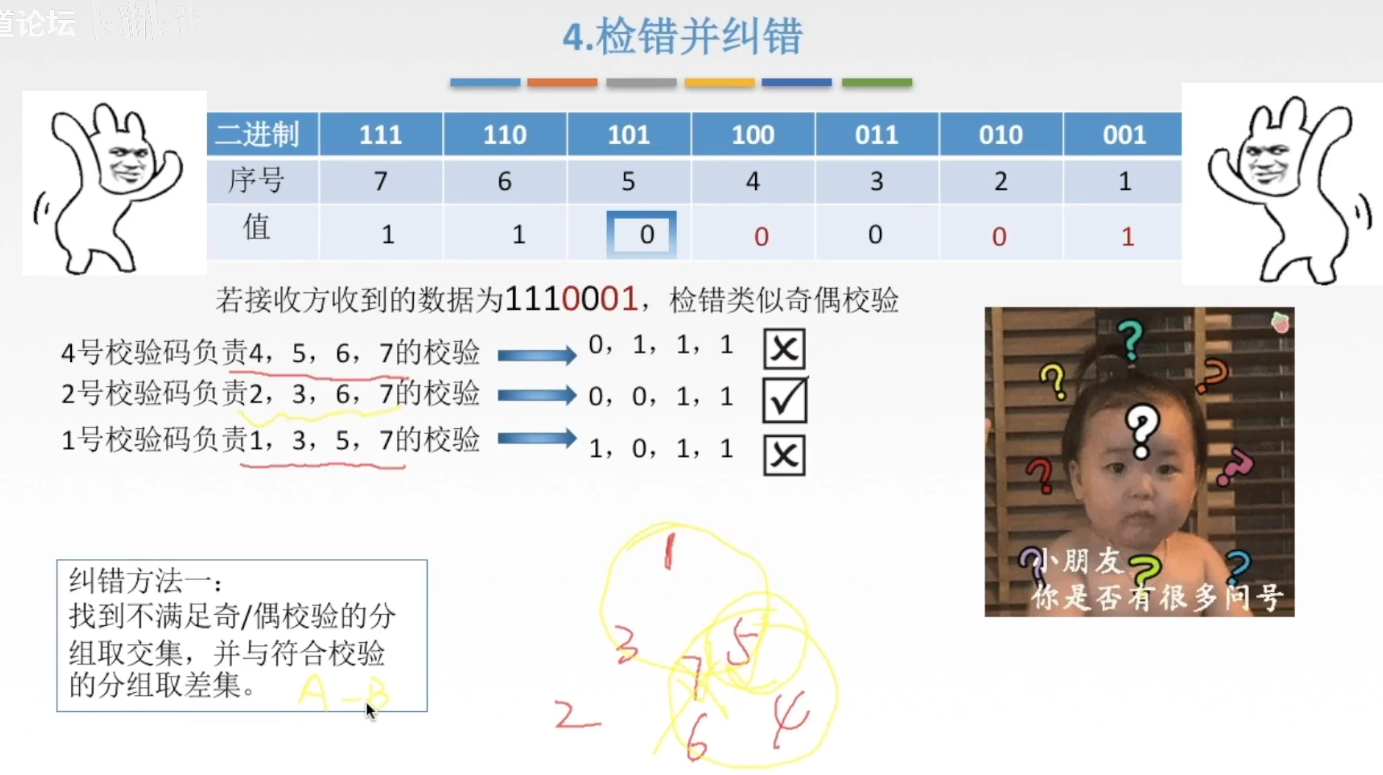 道论坛
4.检错并纠错
二进制 111 110 101 100 011 010 001
序号 7 6 5 4 3 2 1
值 1 1 0 0 0 0 1
若接收方收到的数据为1110001，检错类似奇偶校验
4号校验码负责4，5，6，7的校验 0，1，1，1
2号校验码负责2，3，6，7的校验 0，0，1，1
1号校验码负责1，3，5，7的校验 1，0，1，1
纠错方法一：
找到不满足奇/偶校验的分
组取交集，并与符合校验
的分组取差集。
A-B
1
3 5
7
2 6 4
小朋友
你是否有很多问号